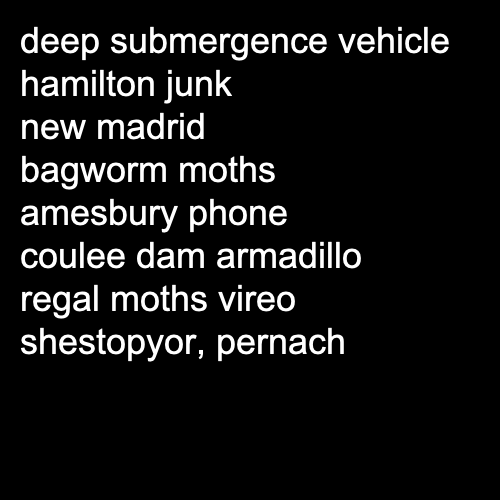 deep submergence vehicle
hamilton junk
new madrid
bagworm moths
amesbury phone
coulee dam armadillo
regal moths vireo
shestopyor, pernach